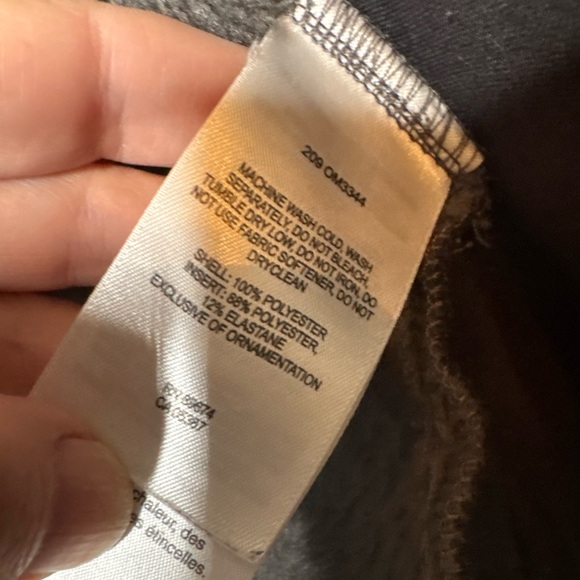 209 OM3344
MACHINE WASH COLD, WASH
SEPARATELY, DO NOT BLEACH,
TUMBLE DRY LOW, DO NOT IRON, DO
NOT USE FABRIC SOFTENER, DO NOT
DRYCLEAN
SHELL: 100% POLYESTER
INSERT: 88% POLYESTER,
12% ELASTANE
EXCLUSIVE OF ORNAMENTATION
chaleur, des
étincelles.